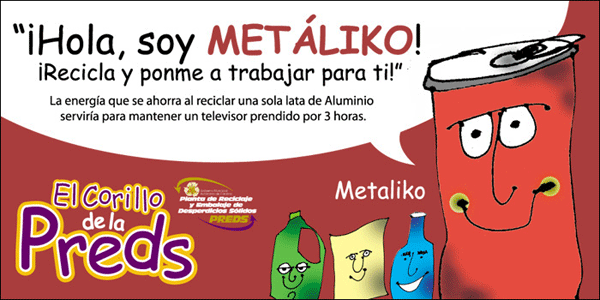 “¡Hola, soy METÁLIKO!
¡Recicla y ponme a trabajar para ti!”
La energía que se ahorra al reciclar una sola lata de Aluminio
serviría para mantener un televisor prendido por 3 horas.
El Corillo
de la
Preds
Planta de Reciclaje
y Embalaje de
Desperdicios Sólidos
PREDS
Metaliko